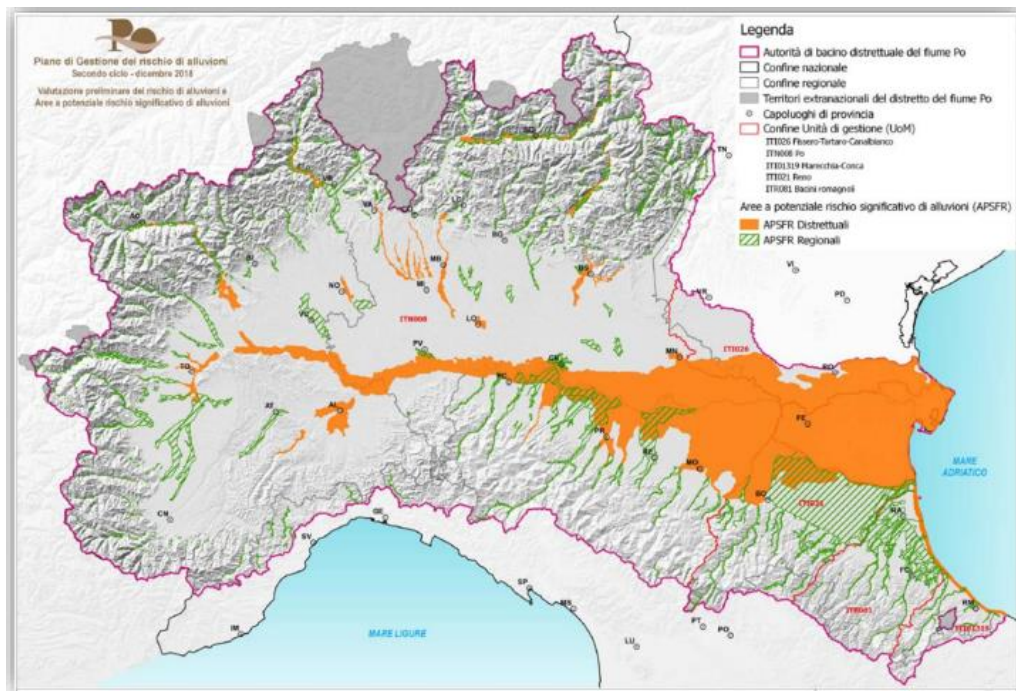 Po
Piano di Gestione dei rischio di alluvioni
Secondo ciclo - dicembre 2018
Valutazione preliminare del rischio di alluvioni e
Aree a potenziale rischio significativo di alluvioni
Legenda
Autorità di bacino distrettuale del fiume Po
Confine nazionale
Confine regionale
Territori extranazionali del distretto del fiume Po
Capoluoghi di provincia
Confine Unità di gestione (UoM)
ITI026 Fissero-Tartaro-Canalbianco
ITN008 Po
ITI01319 Marecchia-Conca
ITI021 Reno
ITR081 Bacini romagnoli
Aree a potenziale rischio significativo di alluvioni (APSFR)
APSFR Distrettuali
APSFR Regionali
SO
TN
VB
VA
CO
LC
AO
BG
BI
MB
BS
VI
NO
MI
VR
PD
LO
ITN008
ITI026
PV
MN
TO
CR
RO
PC
AT
AL
FE
PR
RE
MO
MARE
ADRIATICO
BO
ITI021
RA
CN
GE
SV
FC
SP
RN
MS
IM
MARE LIGURE
PT
PO
LU